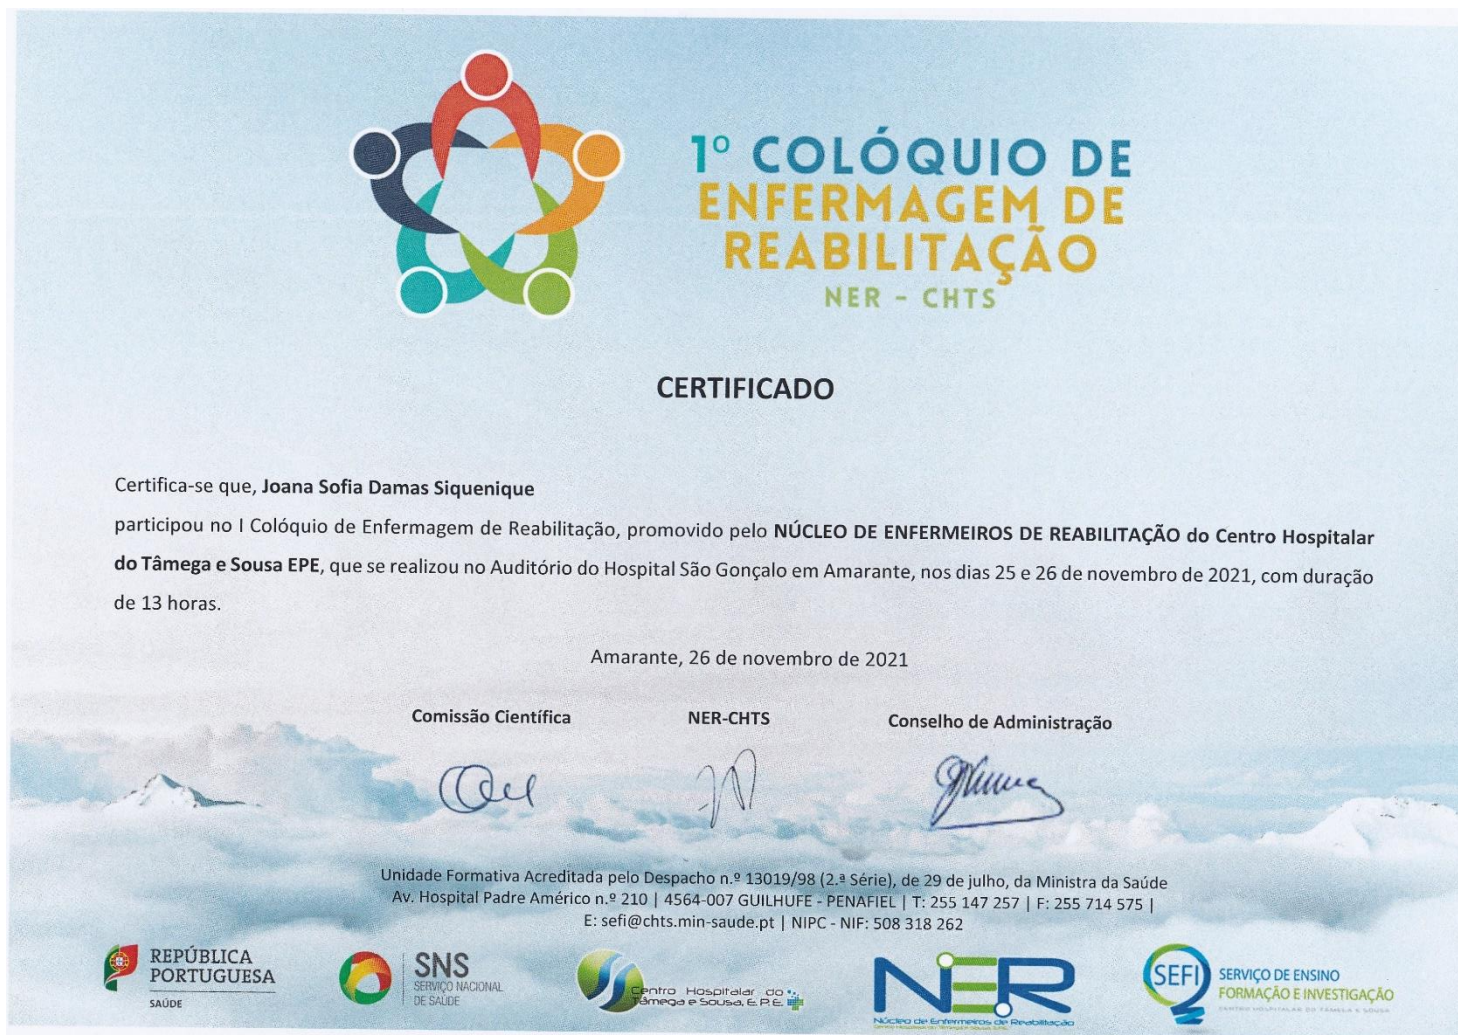 1º COLÓQUIO DE
ENFERMAGEM DE
REABILITAÇÃO
NER - CHTS
CERTIFICADO
Certifica-se que, Joana Sofia Damas Siquenique
participou no I Colóquio de Enfermagem de Reabilitação, promovido pelo NÚCLEO DE ENFERMEIROS DE REABILITAÇÃO do Centro Hospitalar
do Tâmega e Sousa EPE, que se realizou no Auditório do Hospital São Gonçalo em Amarante, nos dias 25 e 26 de novembro de 2021, com duração
de 13 horas.
Amarante, 26 de novembro de 2021
Comissão Científica
NER-CHTS
Conselho de Administração
Unidade Formativa Acreditada pelo Despacho n.º 13019/98 (2.ª Série), de 29 de julho, da Ministra da Saúde
Av. Hospital Padre Américo n.º 210 | 4564-007 GUILHUFE - PENAFIEL | T: 255 147 257 | F: 255 714 575 |
E: sefi@chts.min-saude.pt | NIPC - NIF: 508 318 262
REPÚBLICA
PORTUGUESA
SAÚDE
SNS
SERVIÇO NACIONAL
DE SAÚDE
Centro Hospitalar do
Tâmega e Sousa, E.P.E.
NER
Núcleo de Enfermeiros de Reabilitação
SEFI
SERVIÇO DE ENSINO
FORMAÇÃO E INVESTIGAÇÃO
CENTRO HOSPITALAR DO TÂMEGA E SOUSA